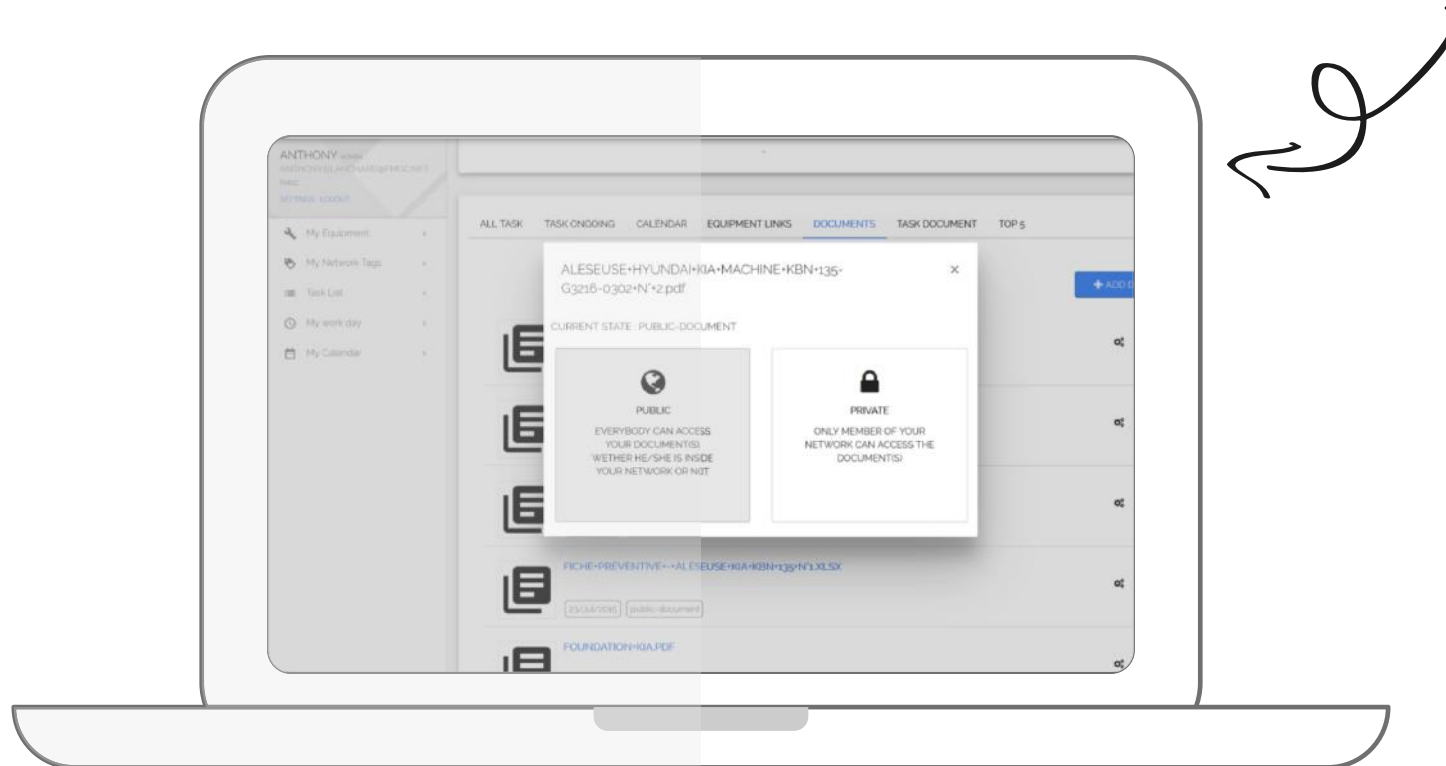 ANTHONY
My Equipment
My Network Tags
Task List
My work day
My Calendar
ALL TASK TASK ONGOING CALENDAR EQUIPMENT LINKS DOCUMENTS TASK DOCUMENT TOP 5
+ ADD
ALESEUSE+HYUNDAI+KIA+MACHINE+KBN+135-
G3216-0302+N°+2.pdf
CURRENT STATE : PUBLIC-DOCUMENT
PUBLIC
EVERYBODY CAN ACCESS
YOUR DOCUMENT(S),
WETHER HE/SHE IS INSIDE
YOUR NETWORK OR NOT
PRIVATE
ONLY MEMBER OF YOUR
NETWORK CAN ACCESS THE
DOCUMENT(S)
FICHE+PREVENTIVE+-+ALESEUSE+KIA+KBN+135+N°1.XLSX
public-document
FOUNDATION+KIA.PDF